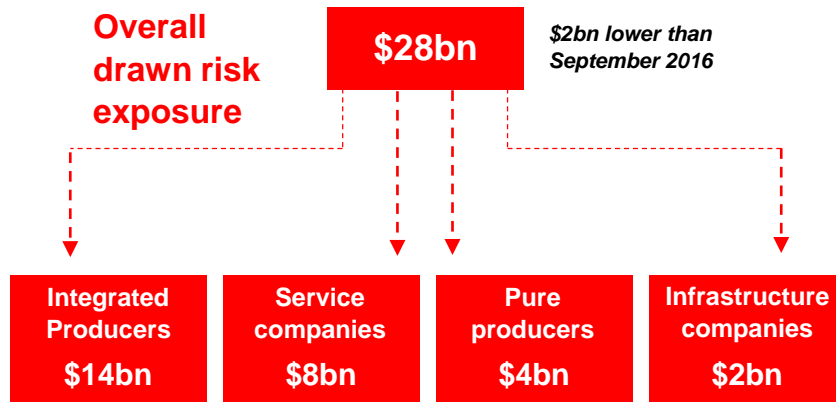 Overall
drawn risk
exposure
$28bn
$2bn lower than
September 2016
Integrated
Producers
$14bn
Service
companies
$8bn
Pure
producers
$4bn
Infrastructure
companies
$2bn